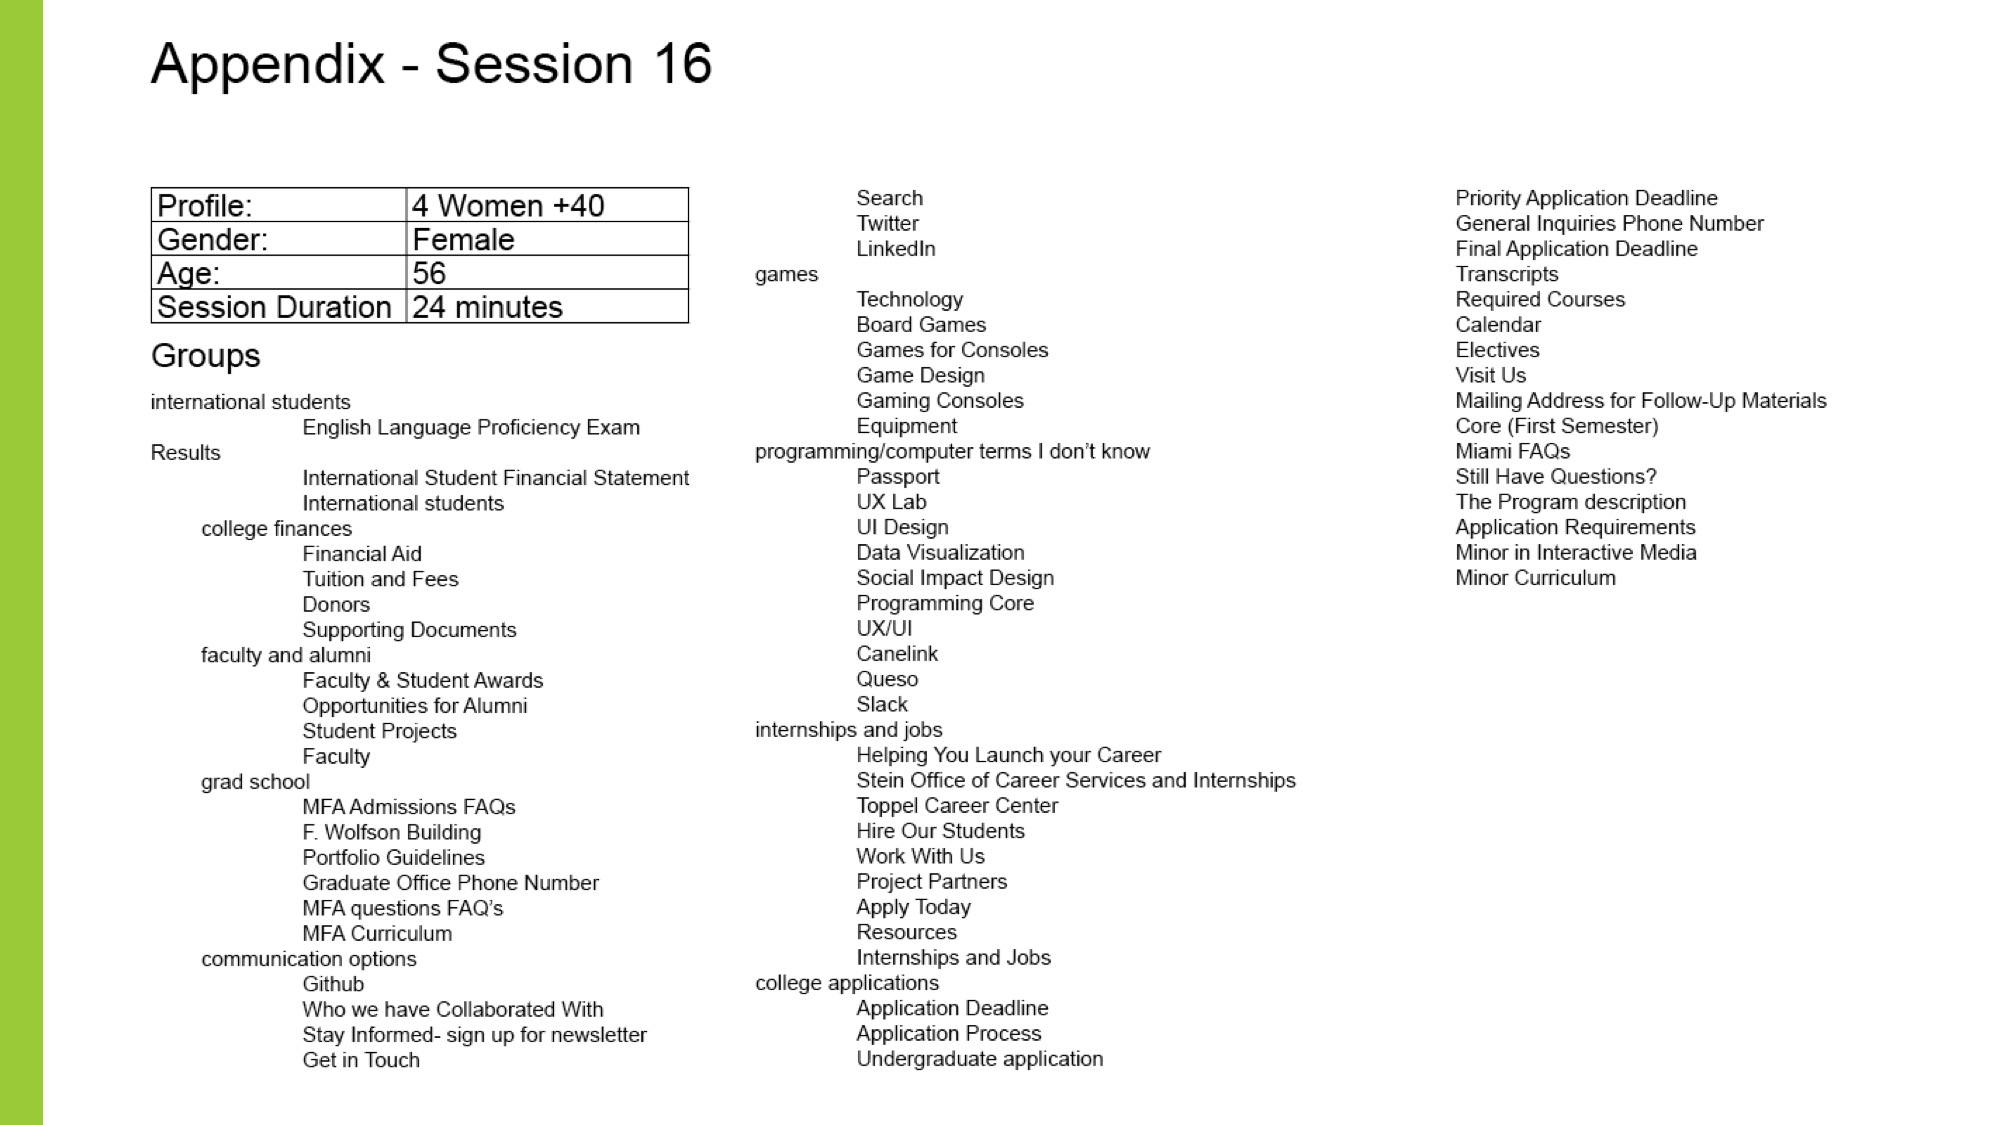 Appendix - Session 16
Profile: 4 Women +40
Gender: Female
Age: 56
Session Duration 24 minutes
Groups
international students
English Language Proficiency Exam
Results
International Student Financial Statement
International students
college finances
Financial Aid
Tuition and Fees
Donors
Supporting Documents
faculty and alumni
Faculty & Student Awards
Opportunities for Alumni
Student Projects
Faculty
grad school
MFA Admissions FAQs
F. Wolfson Building
Portfolio Guidelines
Graduate Office Phone Number
MFA questions FAQ’s
MFA Curriculum
communication options
Github
Who we have Collaborated With
Stay Informed- sign up for newsletter
Get in Touch
Search
Twitter
LinkedIn
games
Technology
Board Games
Games for Consoles
Game Design
Gaming Consoles
Equipment
programming/computer terms I don’t know
Passport
UX Lab
UI Design
Data Visualization
Social Impact Design
Programming Core
UX/UI
Canelink
Queso
Slack
internships and jobs
Helping You Launch your Career
Stein Office of Career Services and Internships
Toppel Career Center
Hire Our Students
Work With Us
Project Partners
Apply Today
Resources
Internships and Jobs
college applications
Application Deadline
Application Process
Undergraduate application
Priority Application Deadline
General Inquiries Phone Number
Final Application Deadline
Transcripts
Required Courses
Calendar
Electives
Visit Us
Mailing Address for Follow-Up Materials
Core (First Semester)
Miami FAQs
Still Have Questions?
The Program description
Application Requirements
Minor in Interactive Media
Minor Curriculum